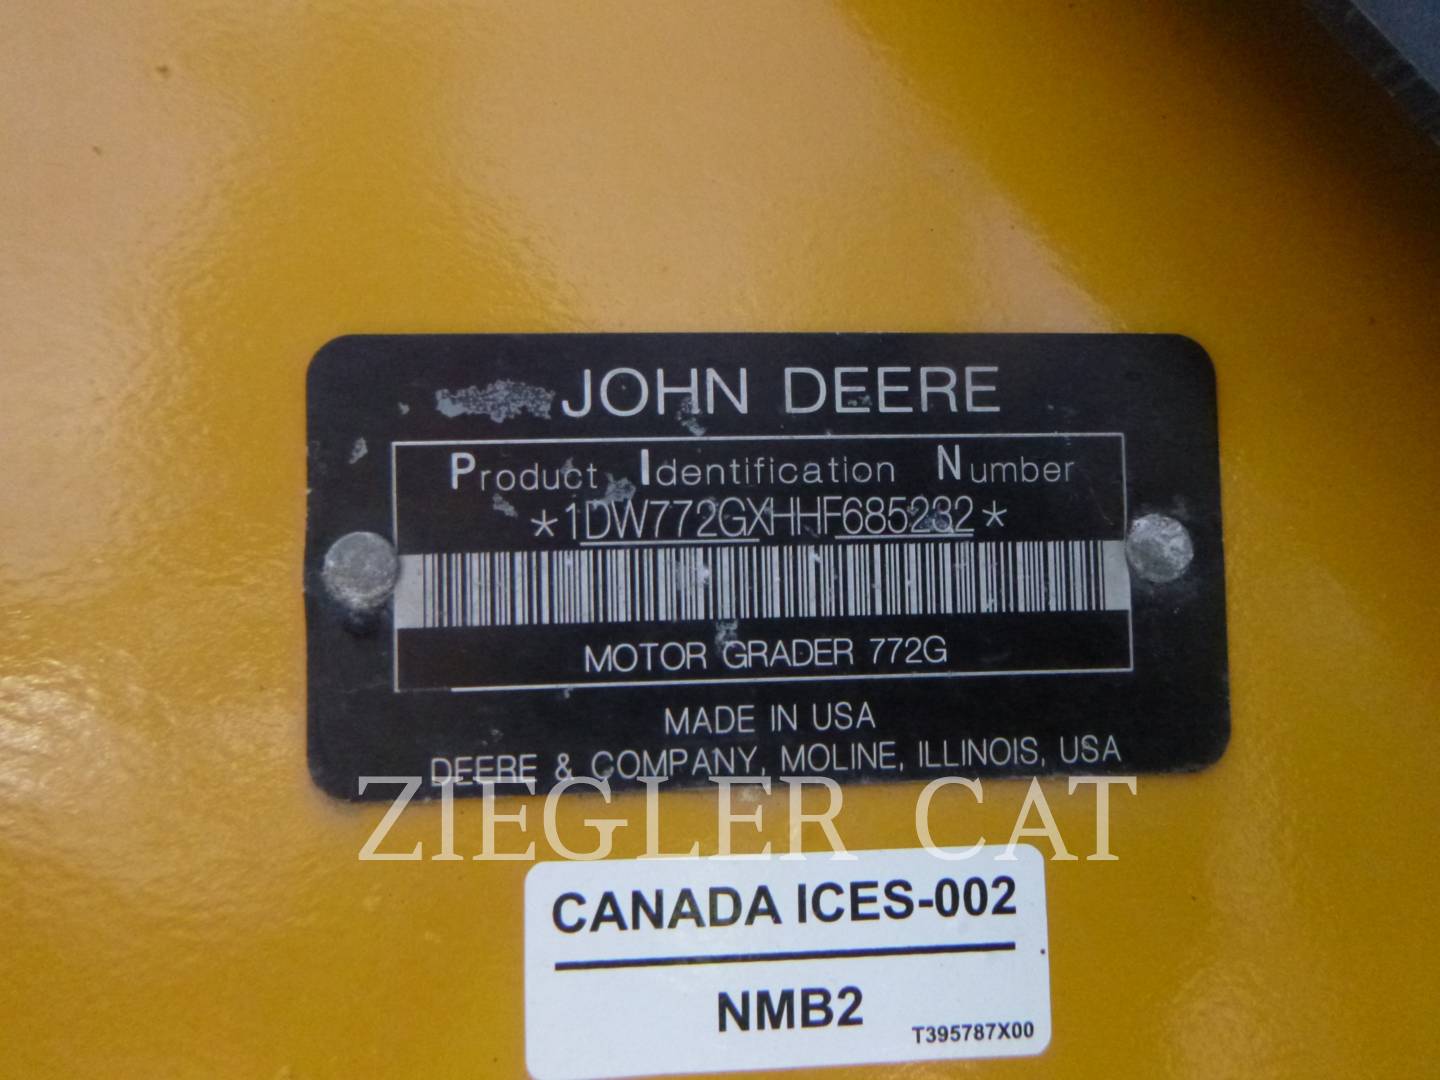 JOHN DEERE
Product Identification Number
*1DW772GXHHF685232*
MOTOR GRADER 772G
MADE IN USA
DEERE & COMPANY, MOLINE, ILLINOIS, USA
ZIEGLER CAT
CANADA ICES-002
NMB2
T395787X00